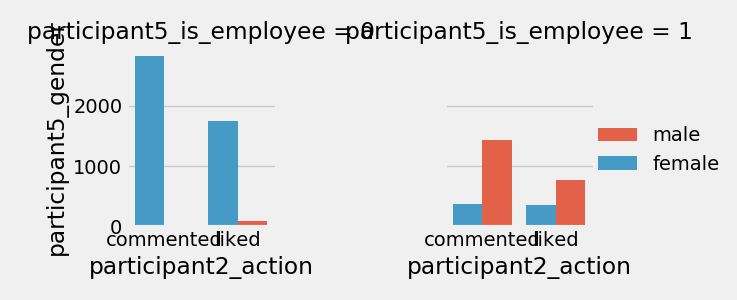 participant5_is_employee = 0
participant5_is_employee = 1
participant5_gender
2000
1000
0
commented
liked
commented
liked
participant2_action
participant2_action
male
female